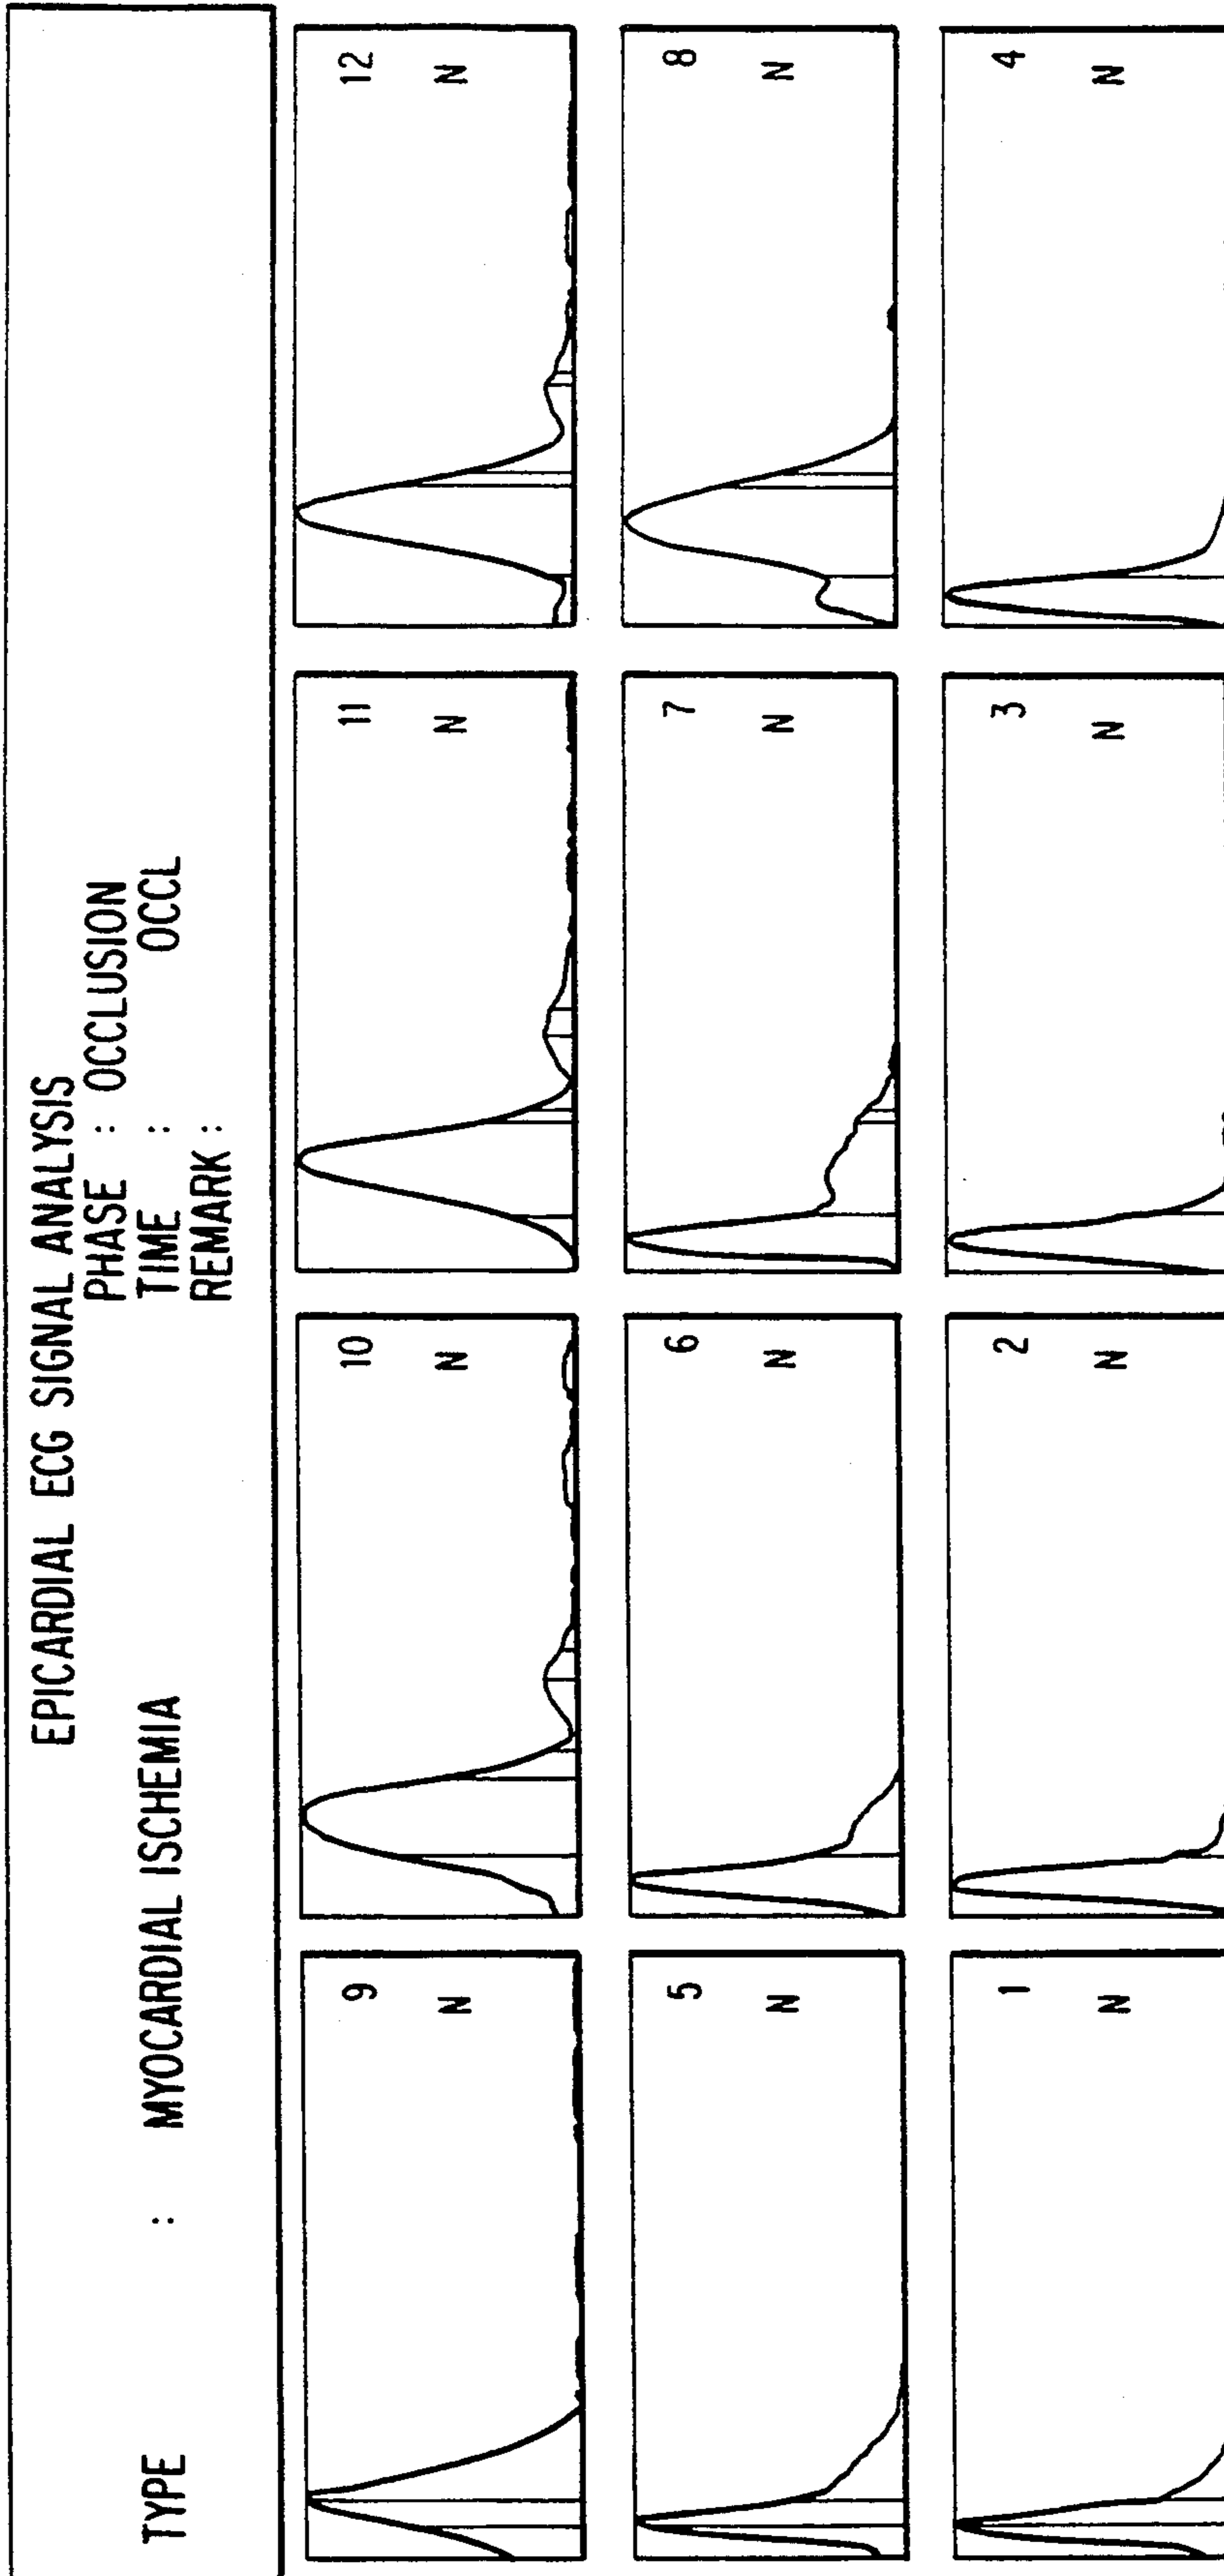 EPICARDIAL ECG SIGNAL ANALYSIS
PHASE : OCCLUSION
TYPE : MYOCARDIAL ISCHEMIA TIME : OCCL
REMARK :
9 10 11 12
N N N N
5 6 7 8
N N N N
1 2 3 4
N N N N